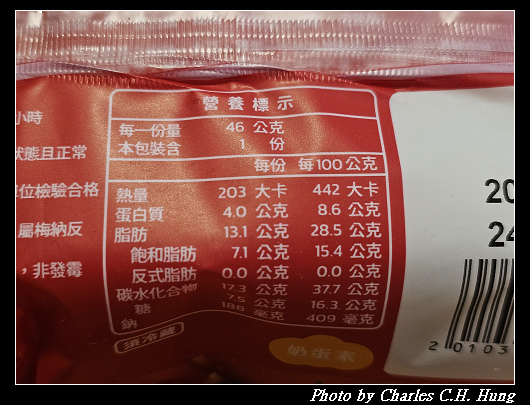 營養標示
每一份量 46 公克
本包裝含 1 份
每份 每100公克
熱量 203 大卡 442 大卡
蛋白質 4.0 公克 8.6 公克
脂肪 13.1 公克 28.5 公克
飽和脂肪 7.1 公克 15.4 公克
反式脂肪 0.0 公克 0.0 公克
碳水化合物 17.3 公克 37.7 公克
糖 7.5 公克 16.3 公克
鈉 188 毫克 409 毫克
須冷藏
奶蛋素
小時
狀態且正常
位檢驗合格
屬梅納反
，非發霉
20
24
20103
Photo by Charles C.H. Hung